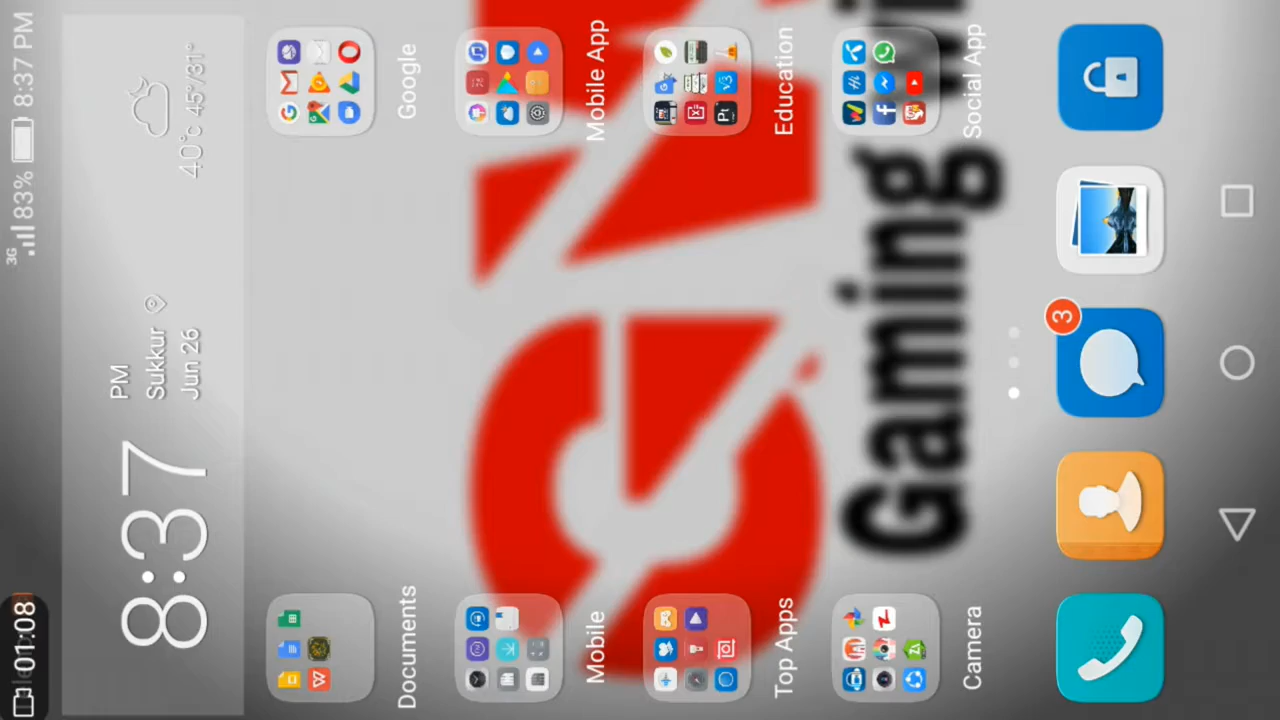 01:08
3G 83% 8:37 PM
8:37 PM
Sukkur
Jun 26
40°C 45°/31°
Documents
Google
Mobile
Mobile App
Top Apps
Education
Camera
Social App
Gaming
3